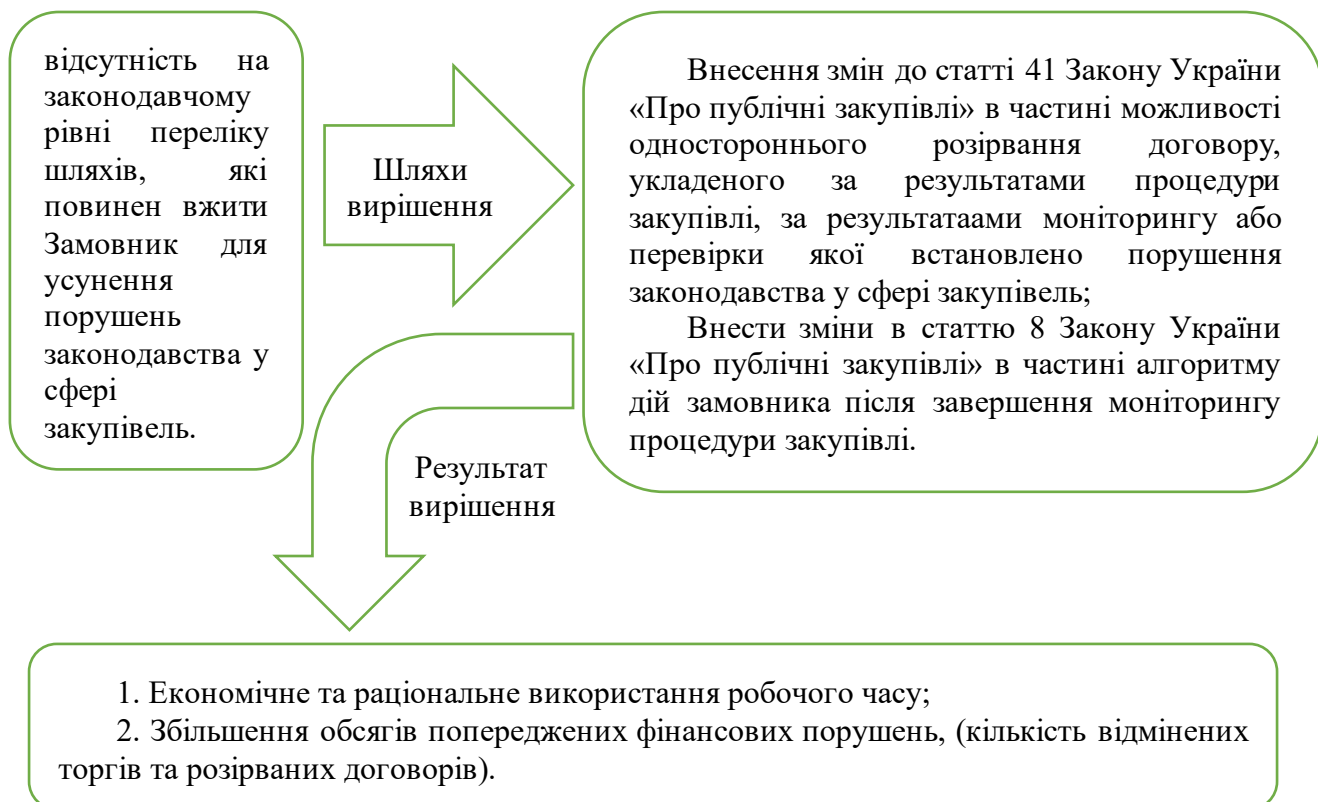 відсутність на
законодавчому
рівні переліку
шляхів, які
повинен вжити
Замовник для
усунення
порушень
законодавства у
сфері
закупівель.
Шляхи
вирішення
Внесення змін до статті 41 Закону України
«Про публічні закупівлі» в частині можливості
одностороннього розірвання договору,
укладеного за результатами процедури
закупівлі, за результатаами моніторингу або
перевірки якої встановлено порушення
законодавства у сфері закупівель;
Внести зміни в статтю 8 Закону України
«Про публічні закупівлі» в частині алгоритму
дій замовника після завершення моніторингу
процедури закупівлі.
Результат
вирішення
1. Економічне та раціональне використання робочого часу;
2. Збільшення обсягів попереджених фінансових порушень, (кількість відмінених
торгів та розірваних договорів).